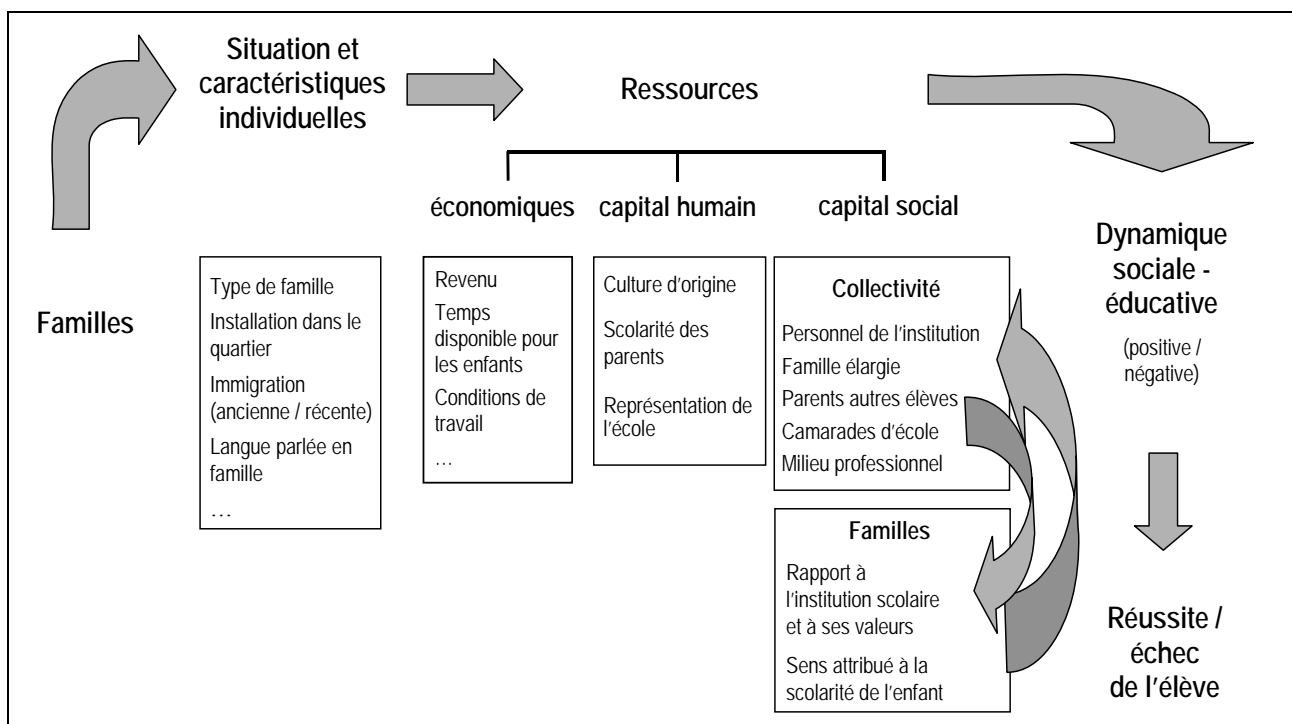 Situation et
caractéristiques
individuelles
Ressources
économiques
capital humain
capital social
Familles
Type de famille
Installation dans le
quartier
Immigration
(ancienne / récente)
Langue parlée en
famille
…
Revenu
Temps
disponible pour
les enfants
Conditions de
travail
…
Culture d'origine
Scolarité des
parents
Représentation de
l'école
Collectivité
Personnel de l'institution
Famille élargie
Parents autres élèves
Camarades d'école
Milieu professionnel
Familles
Rapport à
l'institution scolaire
et à ses valeurs
Sens attribué à la
scolarité de l'enfant
Dynamique
sociale -
éducative
(positive /
négative)
Réussite /
échec
de l'élève